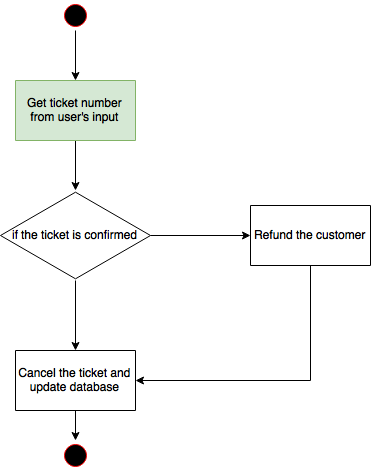 Get ticket number
from user's input
if the ticket is confirmed
Refund the customer
Cancel the ticket and
update database